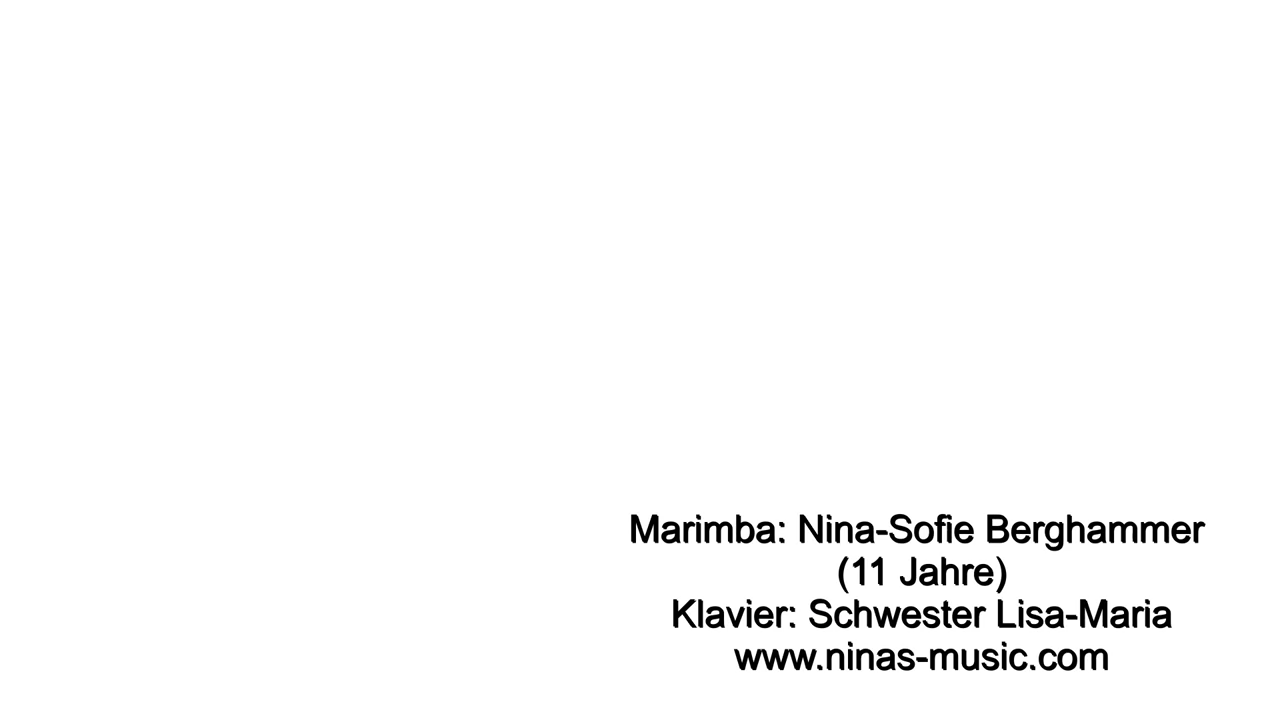 Marimba: Nina-Sofie Berghammer
(11 Jahre)
Klavier: Schwester Lisa-Maria
www.ninas-music.com